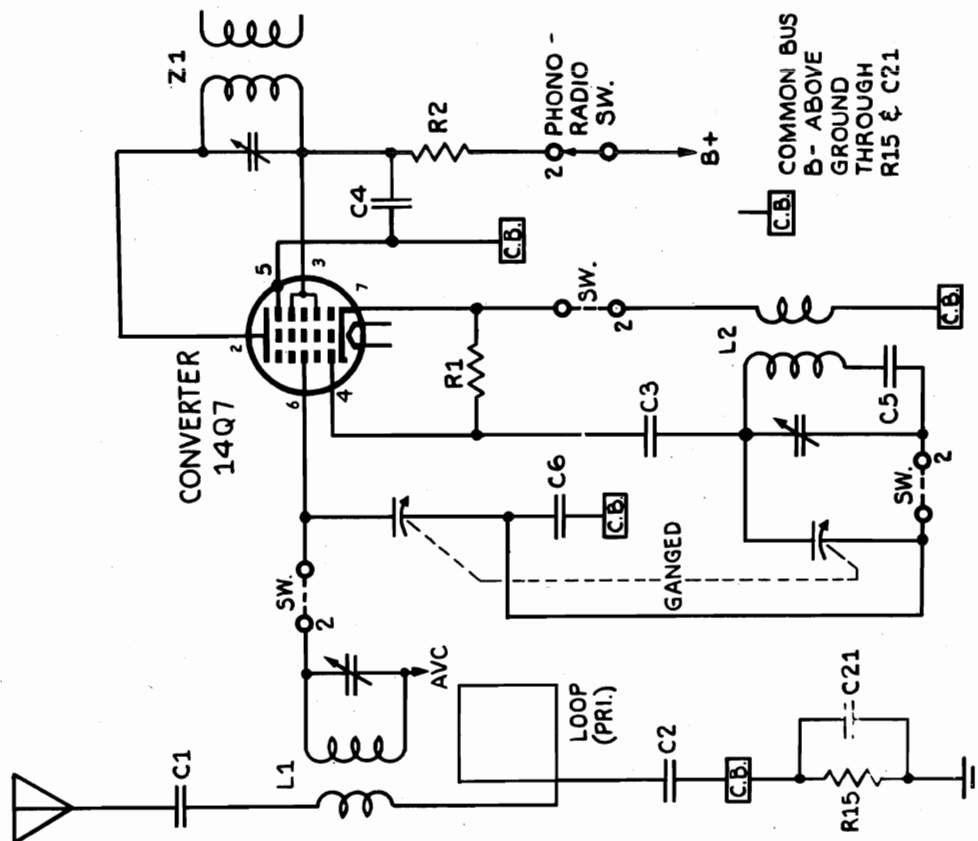 Z1
C1
R2
2
PHONO -
RADIO
SW.
B+
COMMON BUS
B- ABOVE
GROUND
THROUGH
R15 & C21
C.B.
C4
C.B.
5
3
2
7
6
4
CONVERTER
14Q7
SW.
2
L2
C.B.
R1
C3
C5
SW.
2
C6
C.B.
GANGED
SW.
2
AVC
L1
LOOP
(PRI.)
C2
C.B.
R15
C21